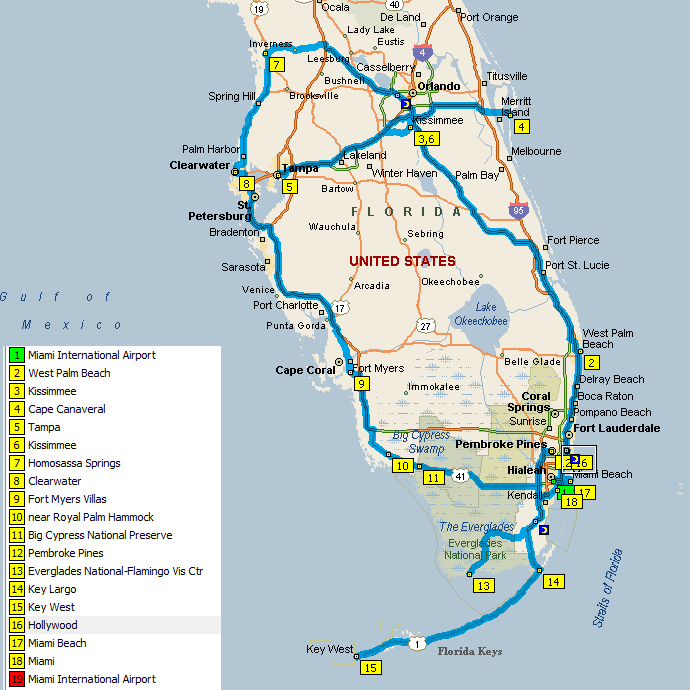 Ocala
40
19
De Land
Port Orange
Lady Lake
Eustis
Inverness
Leesburg
4
7
Bushnell
Casselberry
Titusville
Spring Hill
Brooksville
Orlando
Merritt
Island
4
Kissimmee
3,6
Palm Harbor
Melbourne
Clearwater
Tampa
Lakeland
Winter Haven
Palm Bay
8
5
Bartow
St.
Petersburg
FLORIDA
95
Wauchula
Bradenton
Sebring
Fort Pierce
Sarasota
UNITED STATES
Port St. Lucie
Venice
Arcadia
Okeechobee
Gulf of
Mexico
Port Charlotte
17
Lake
Okeechobee
Punta Gorda
27
West Palm
Beach
2
Belle Glade
Cape Coral
Fort Myers
9
Immokalee
Delray Beach
Coral
Springs
Boca Raton
Pompano Beach
Sunrise
Fort Lauderdale
Big Cypress
Swamp
Pembroke Pines
10
11
41
Hialeah
16
Miami Beach
17
18
Kendale
The Everglades
Everglades
National Park
13
14
Straits of Florida
Key West
15
1
Florida Keys
1 Miami International Airport
2 West Palm Beach
3 Kissimmee
4 Cape Canaveral
5 Tampa
6 Kissimmee
7 Homosassa Springs
8 Clearwater
9 Fort Myers Villas
10 near Royal Palm Hammock
11 Big Cypress National Preserve
12 Pembroke Pines
13 Everglades National-Flamingo Vis Ctr
14 Key Largo
15 Key West
16 Hollywood
17 Miami Beach
18 Miami
19 Miami International Airport